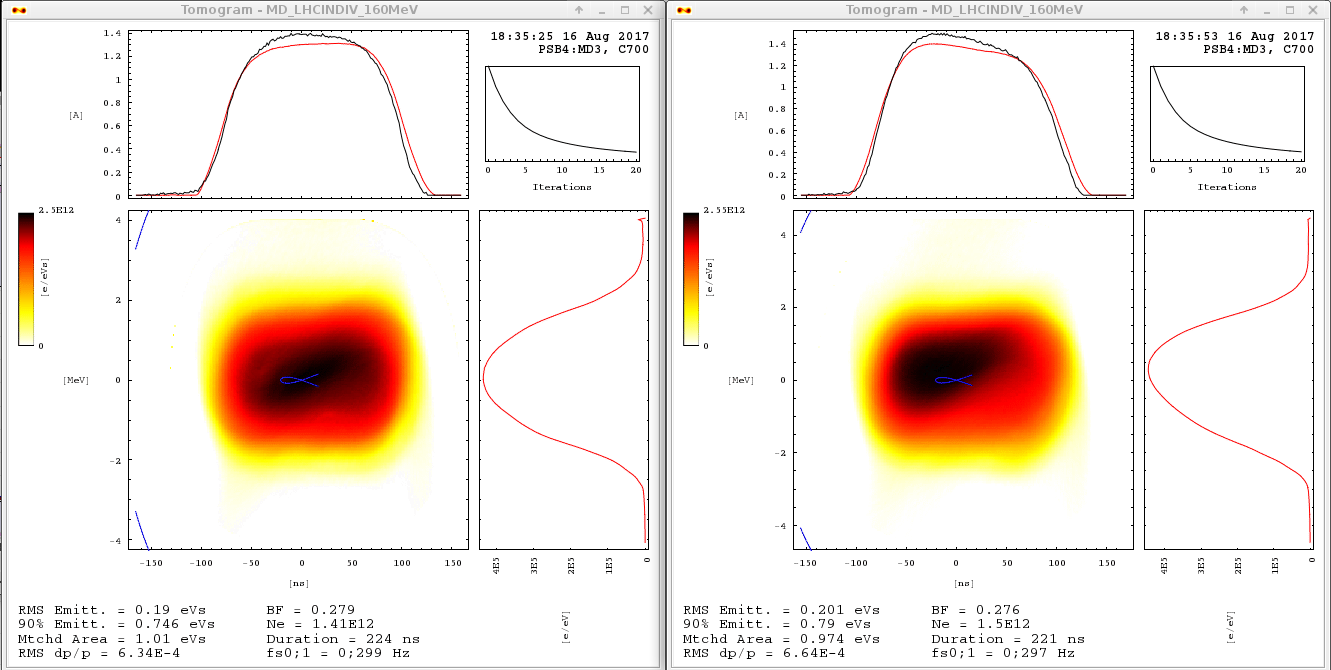 Tomogram - MD_LHCINDIV_160MeV
18:35:25 16 Aug 2017
PSB4:MD3, C700
1.4
1.2
1
0.8
0.6
0.4
0.2
0
[A]
0 5 10 15 20
Iterations
2.5E12
0
[e/eVs]
4
2
0
-2
-4
[MeV]
-150 -100 -50 0 50 100 150
[ns]
4E5 3E5 2E5 1E5 0
[e/eV]
RMS Emitt. = 0.19 eVs BF = 0.279
90% Emitt. = 0.746 eVs Ne = 1.41E12
Mtchd Area = 1.01 eVs Duration = 224 ns
RMS dp/p = 6.34E-4 fs0;1 = 0;299 Hz
Tomogram - MD_LHCINDIV_160MeV
18:35:53 16 Aug 2017
PSB4:MD3, C700
1.4
1.2
1
0.8
0.6
0.4
0.2
0
[A]
0 5 10 15 20
Iterations
2.55E12
0
[e/eVs]
4
2
0
-2
-4
[MeV]
-150 -100 -50 0 50 100 150
[ns]
4E5 3E5 2E5 1E5 0
[e/eV]
RMS Emitt. = 0.201 eVs BF = 0.276
90% Emitt. = 0.79 eVs Ne = 1.5E12
Mtchd Area = 0.974 eVs Duration = 221 ns
RMS dp/p = 6.64E-4 fs0;1 = 0;297 Hz